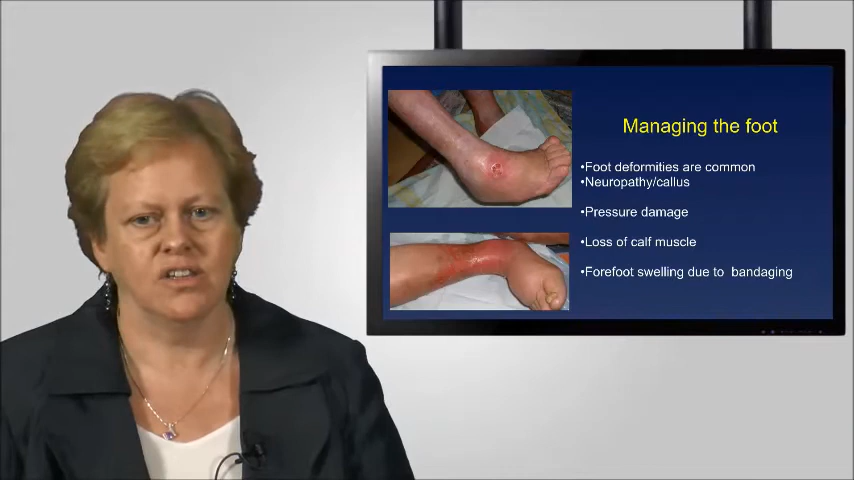 Managing the foot
•Foot deformities are common
•Neuropathy/callus
•Pressure damage
•Loss of calf muscle
•Forefoot swelling due to  bandaging